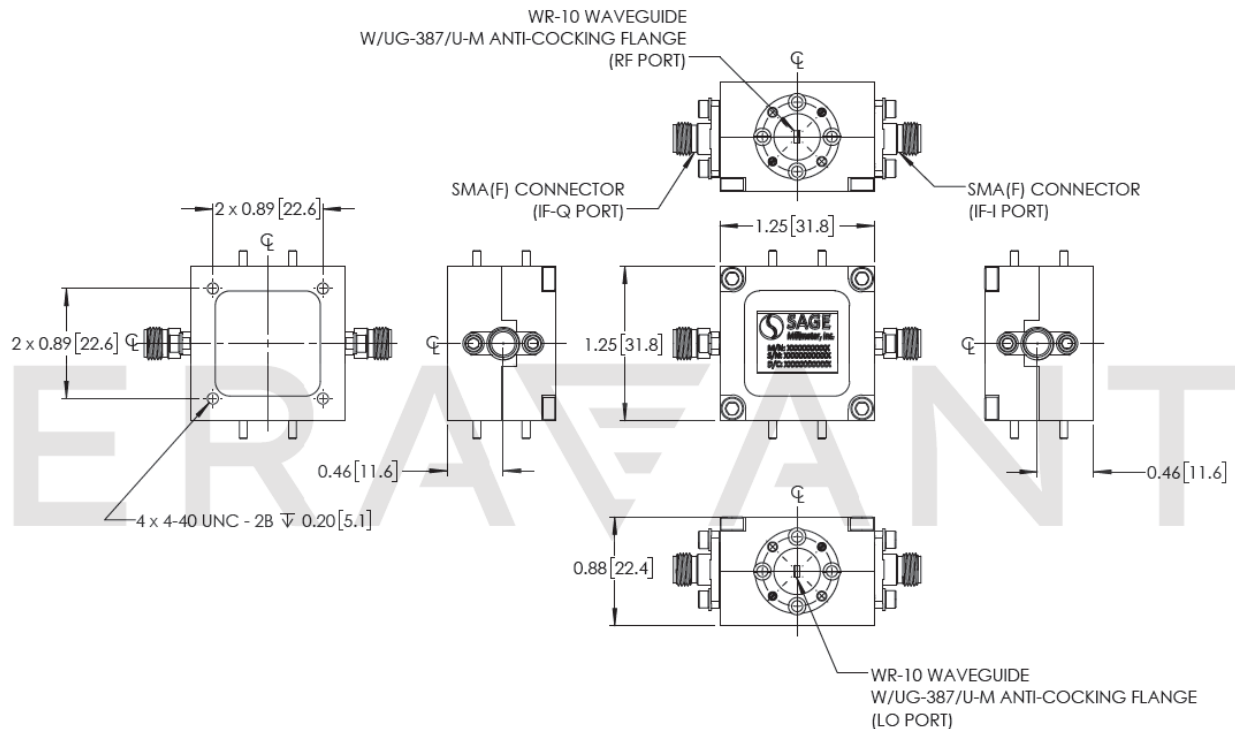 WR-10 WAVEGUIDE
W/UG-387/U-M ANTI-COCKING FLANGE
(RF PORT)
℄
SMA(F) CONNECTOR
(IF-Q PORT)
SMA(F) CONNECTOR
(IF-I PORT)
2 x 0.89 [22.6]
℄
1.25 [31.8]
2 x 0.89 [22.6]
℄
℄
1.25 [31.8]
SAGE
Millimeter, Inc.
M/N: XXXXXXXXXXX
S/N: XXXXXXXXXXX
D/C: XXXXXXXXXXX
℄
ERAVANT
0.46 [11.6]
0.46 [11.6]
4 x 4-40 UNC - 2B ↧ 0.20 [5.1]
℄
0.88 [22.4]
WR-10 WAVEGUIDE
W/UG-387/U-M ANTI-COCKING FLANGE
(LO PORT)